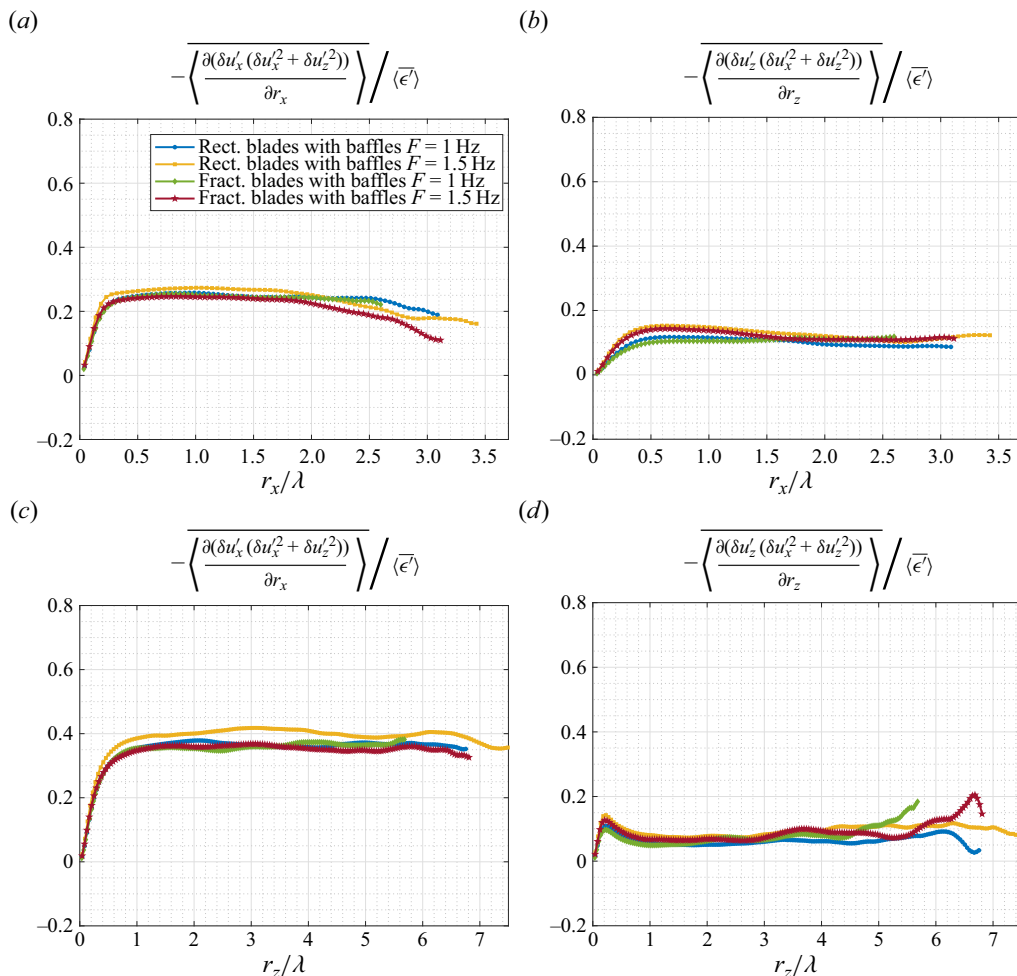 (a)
−⟨∂(δu′x (δu′x² + δu′z²))/∂rx⟩ / ⟨ϵ′⟩
0.8
0.6
0.4
0.2
0
–0.2
Rect. blades with baffles F = 1 Hz
Rect. blades with baffles F = 1.5 Hz
Fract. blades with baffles F = 1 Hz
Fract. blades with baffles F = 1.5 Hz
0 0.5 1.0 1.5 2.0 2.5 3.0 3.5
rx/λ
(b)
−⟨∂(δu′z (δu′x² + δu′z²))/∂rz⟩ / ⟨ϵ′⟩
0.8
0.6
0.4
0.2
0
–0.2
0 0.5 1.0 1.5 2.0 2.5 3.0 3.5
rx/λ
(c)
−⟨∂(δu′x (δu′x² + δu′z²))/∂rx⟩ / ⟨ϵ′⟩
0.8
0.6
0.4
0.2
0
–0.2
0 1 2 3 4 5 6 7
rz/λ
(d)
−⟨∂(δu′z (δu′x² + δu′z²))/∂rz⟩ / ⟨ϵ′⟩
0.8
0.6
0.4
0.2
0
–0.2
0 1 2 3 4 5 6 7
rz/λ